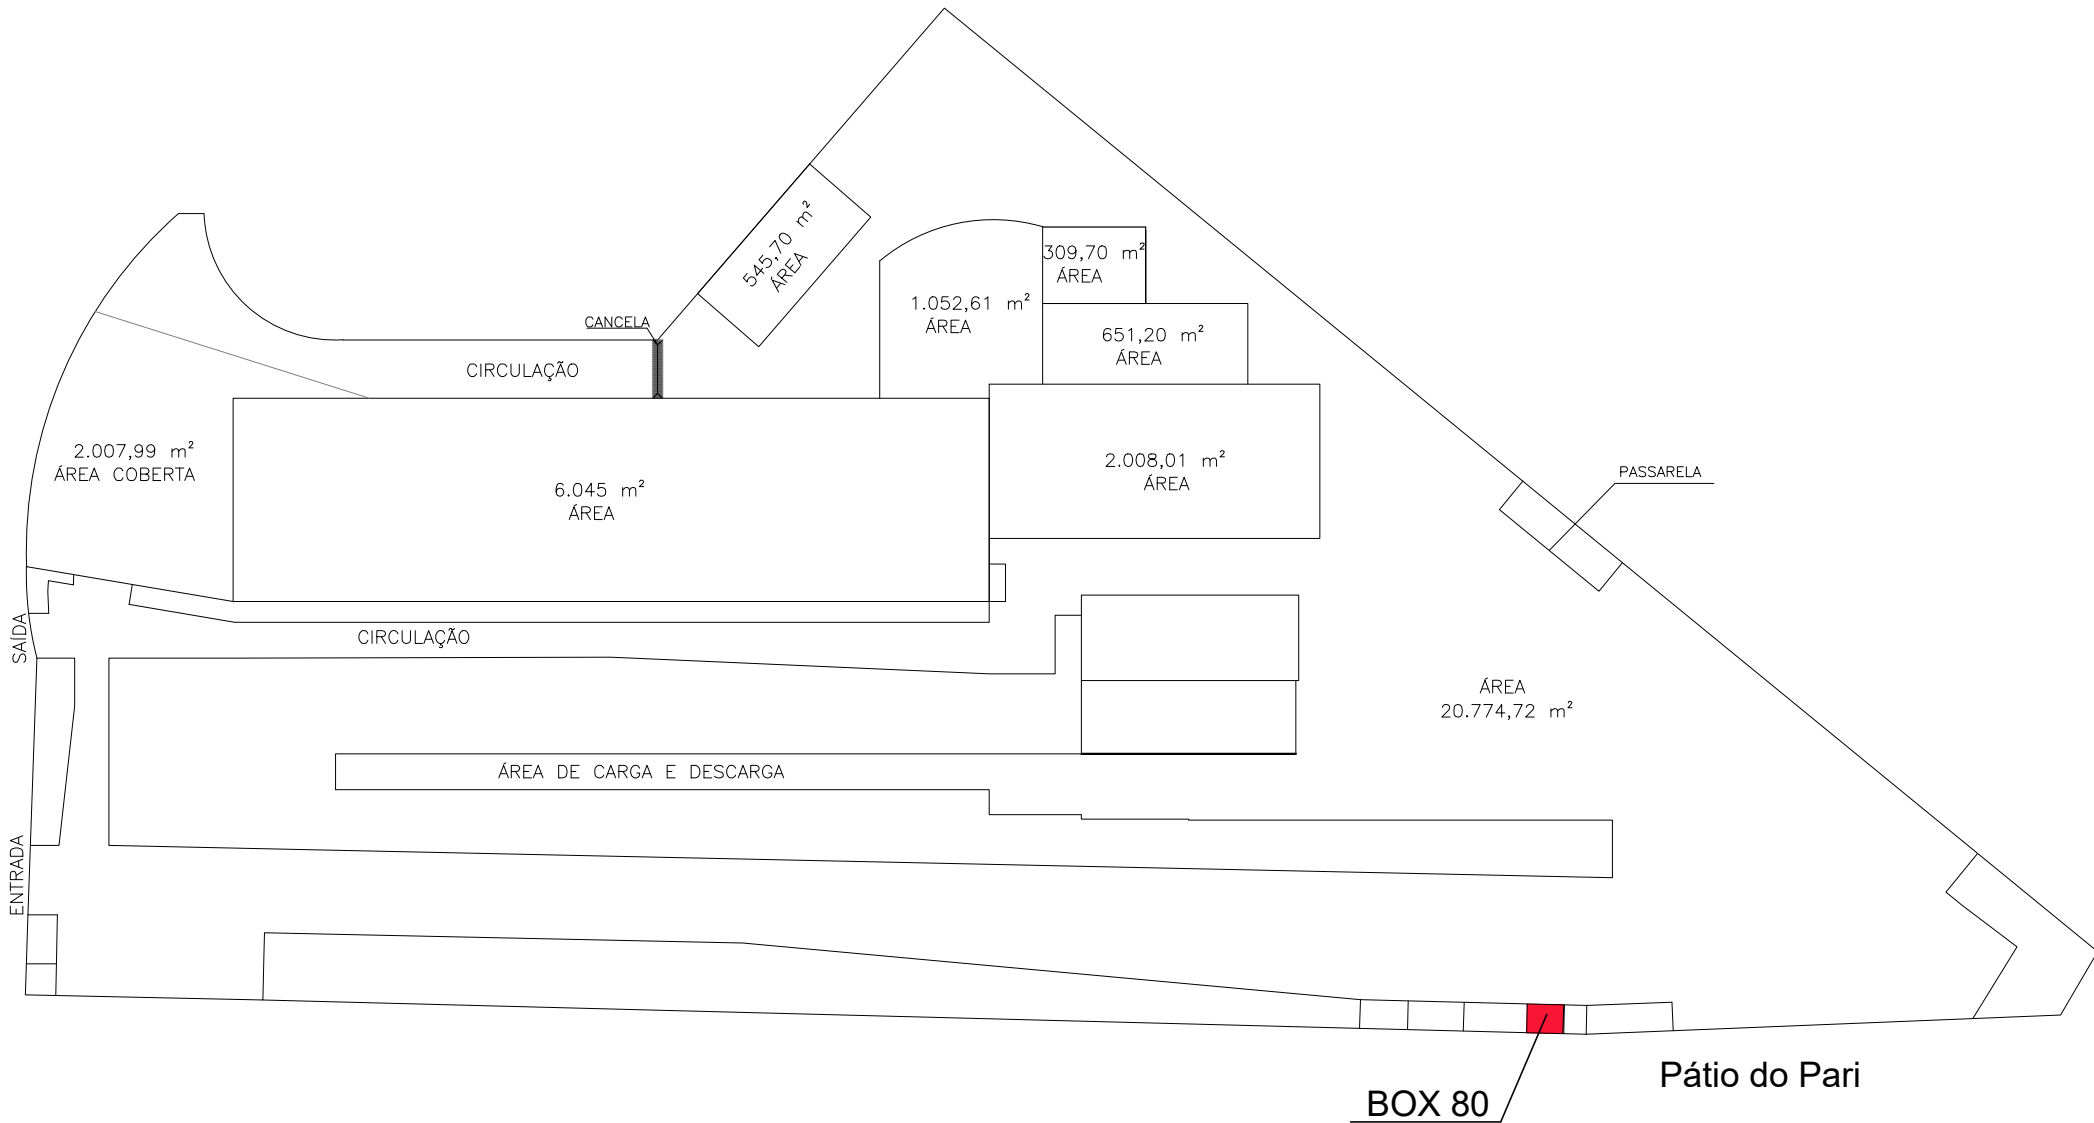 545,70 m²
ÁREA
309,70 m²
ÁREA
1.052,61 m²
ÁREA
CANCELA
651,20 m²
ÁREA
CIRCULAÇÃO
2.007,99 m²
ÁREA COBERTA
2.008,01 m²
ÁREA
PASSARELA
6.045 m²
ÁREA
SAÍDA
CIRCULAÇÃO
ÁREA
20.774,72 m²
ÁREA DE CARGA E DESCARGA
ENTRADA
Pátio do Pari
BOX 80